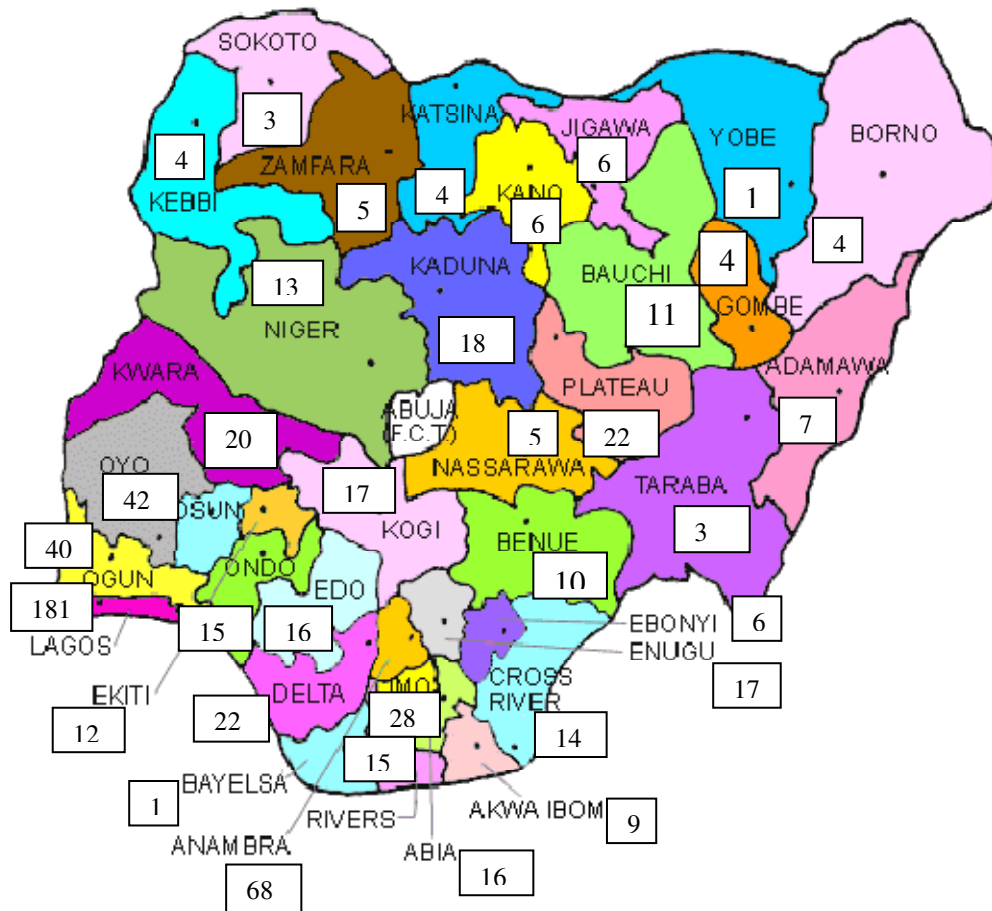 SOKOTO
3
KATSINA
JIGAWA
YOBE
BORNO
4
ZAMFARA
6
KEBBI
5
4
KANO
1
6
4
4
KADUNA
BAUCHI
13
11
GOMBE
NIGER
18
ADAMAWA
KWARA
PLATEAU
ABUJA
(F.C.T.)
20
5
22
7
OYO
NASSARAWA
TARABA
42
17
OSUN
KOGI
BENUE
3
40
ONDO
OGUN
EDO
10
181
15
16
EBONYI
6
LAGOS
ENUGU
CROSS
RIVER
17
EKITI
DELTA
IMO
12
22
28
14
BAYELSA
15
1
RIVERS
AKWA IBOM
9
ANAMBRA
ABIA
68
16